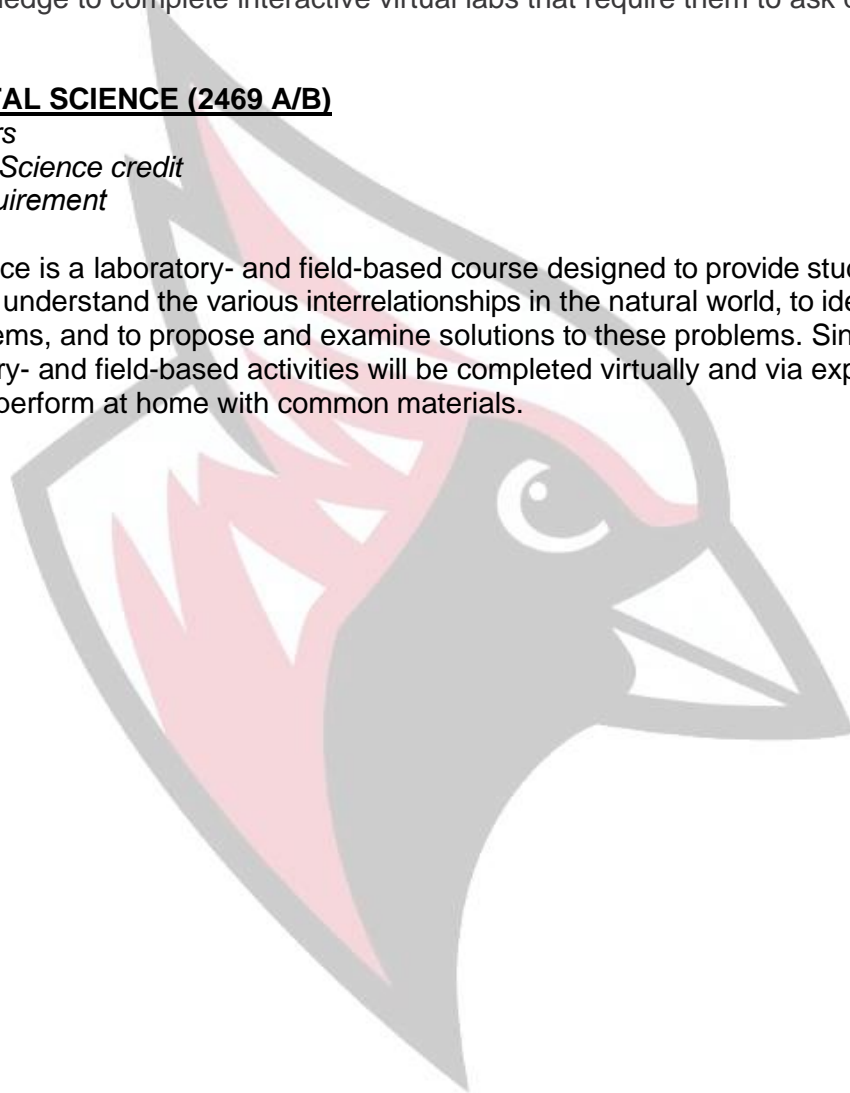 ledge to complete interactive virtual labs that require them to ask
TAL SCIENCE (2469 A/B)
rs
Science credit
uirement
ce is a laboratory- and field-based course designed to provide stu
understand the various interrelationships in the natural world, to ide
ems, and to propose and examine solutions to these problems. Sin
ry- and field-based activities will be completed virtually and via exp
perform at home with common materials.